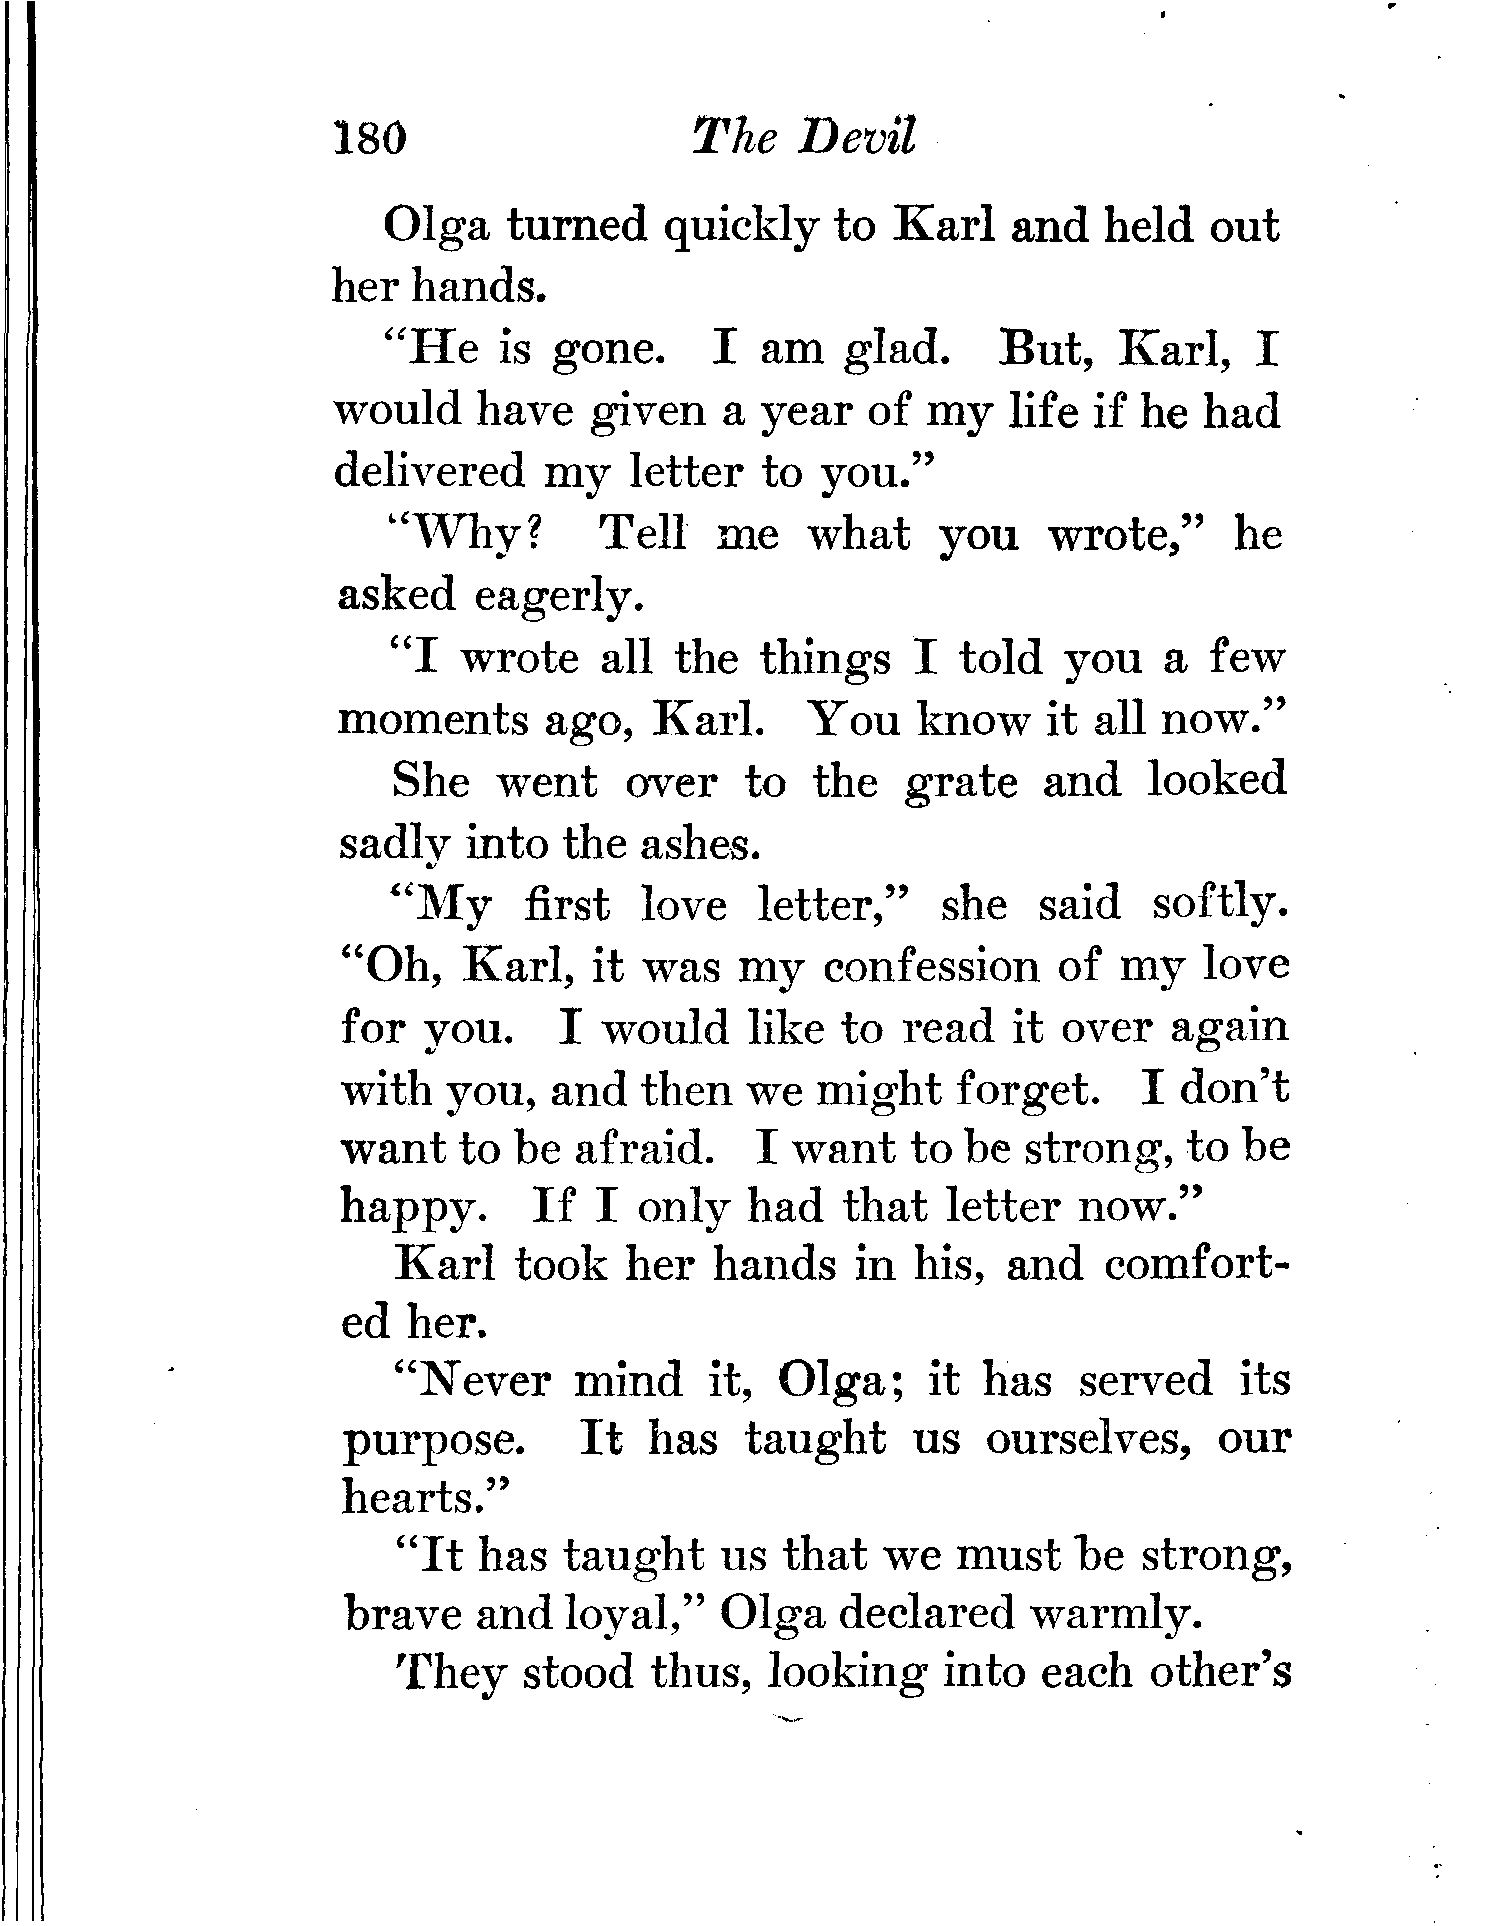 180 The Devil
Olga turned quickly to Karl and held out
her hands.
“He is gone. I am glad. But, Karl, I
would have given a year of my life if he had
delivered my letter to you.”
“Why? Tell me what you wrote,” he
asked eagerly.
“I wrote all the things I told you a few
moments ago, Karl. You know it all now.”
She went over to the grate and looked
sadly into the ashes.
“My first love letter,” she said softly.
“Oh, Karl, it was my confession of my love
for you. I would like to read it over again
with you, and then we might forget. I don’t
want to be afraid. I want to be strong, to be
happy. If I only had that letter now.”
Karl took her hands in his, and comfort-
ed her.
“Never mind it, Olga; it has served its
purpose. It has taught us ourselves, our
hearts.”
“It has taught us that we must be strong,
brave and loyal,” Olga declared warmly.
They stood thus, looking into each other’s